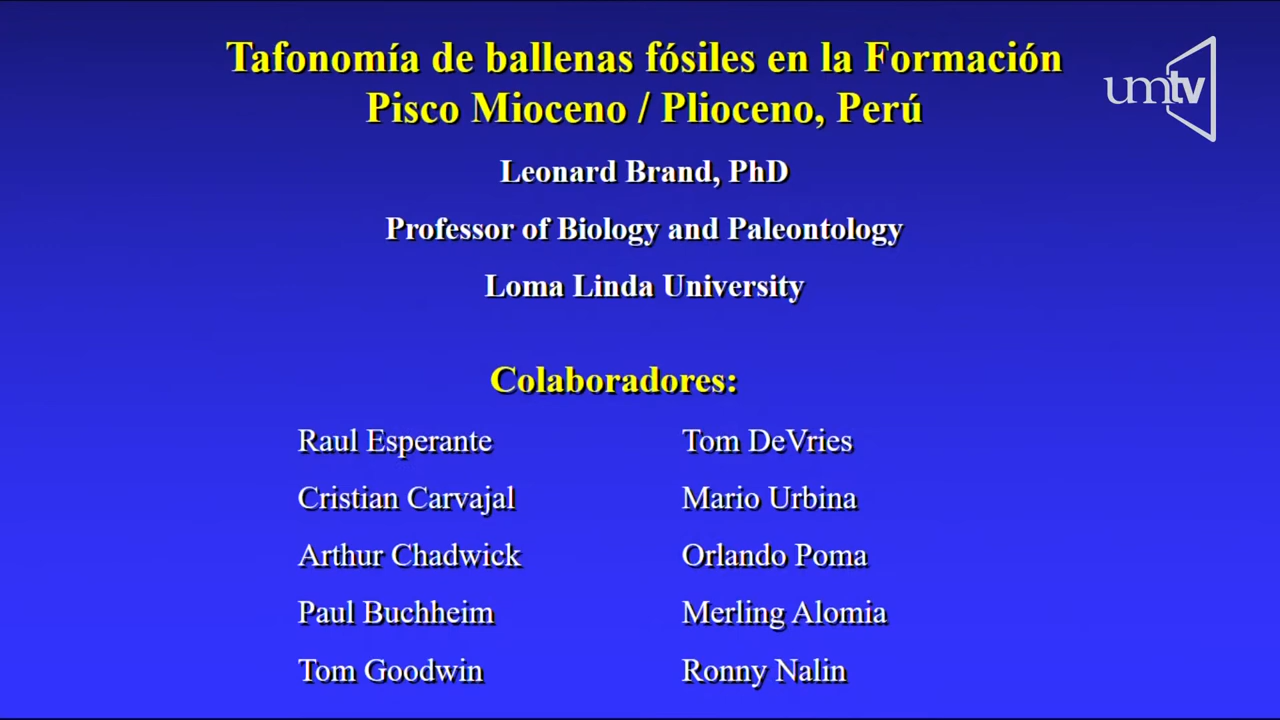 Tafonomía de ballenas fósiles en la Formación
Pisco Mioceno / Plioceno, Perú
umtv
Leonard Brand, PhD
Professor of Biology and Paleontology
Loma Linda University
Colaboradores:
Raul Esperante
Tom DeVries
Cristian Carvajal
Mario Urbina
Arthur Chadwick
Orlando Poma
Paul Buchheim
Merling Alomia
Tom Goodwin
Ronny Nalin